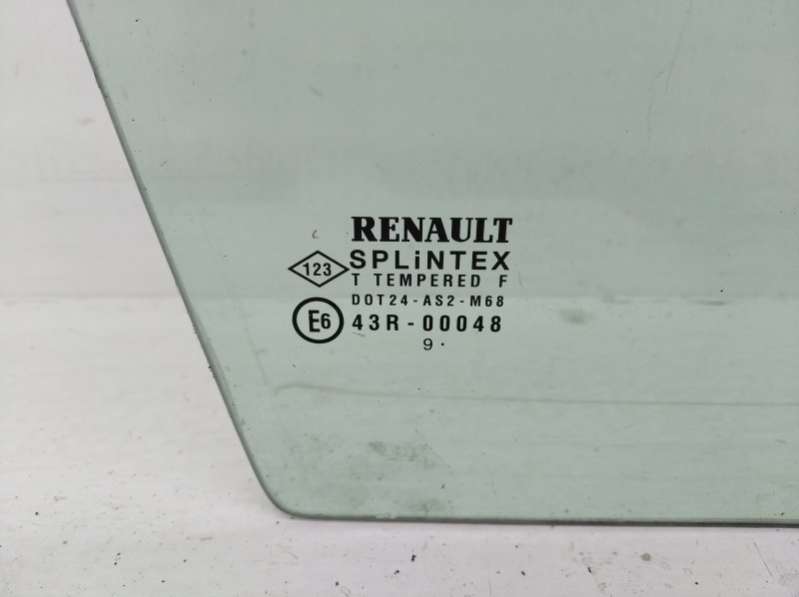 RENAULT
SPLiNTEX
123
T TEMPERED F
DOT24-AS2-M68
E6
43R-00048
9.